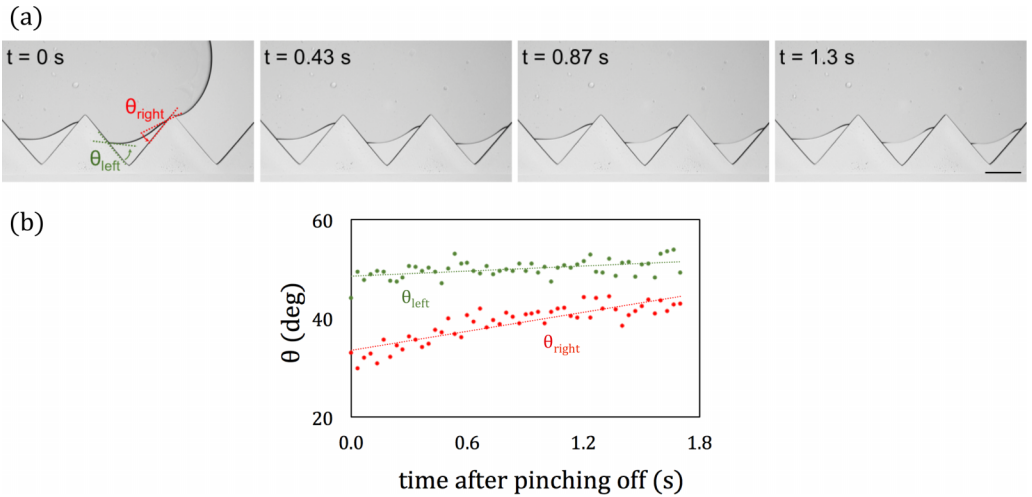 (a)
t = 0 s
t = 0.43 s
t = 0.87 s
t = 1.3 s
θright
θleft
(b)
60
40
20
θ (deg)
θleft
θright
0.0
0.6
1.2
1.8
time after pinching off (s)